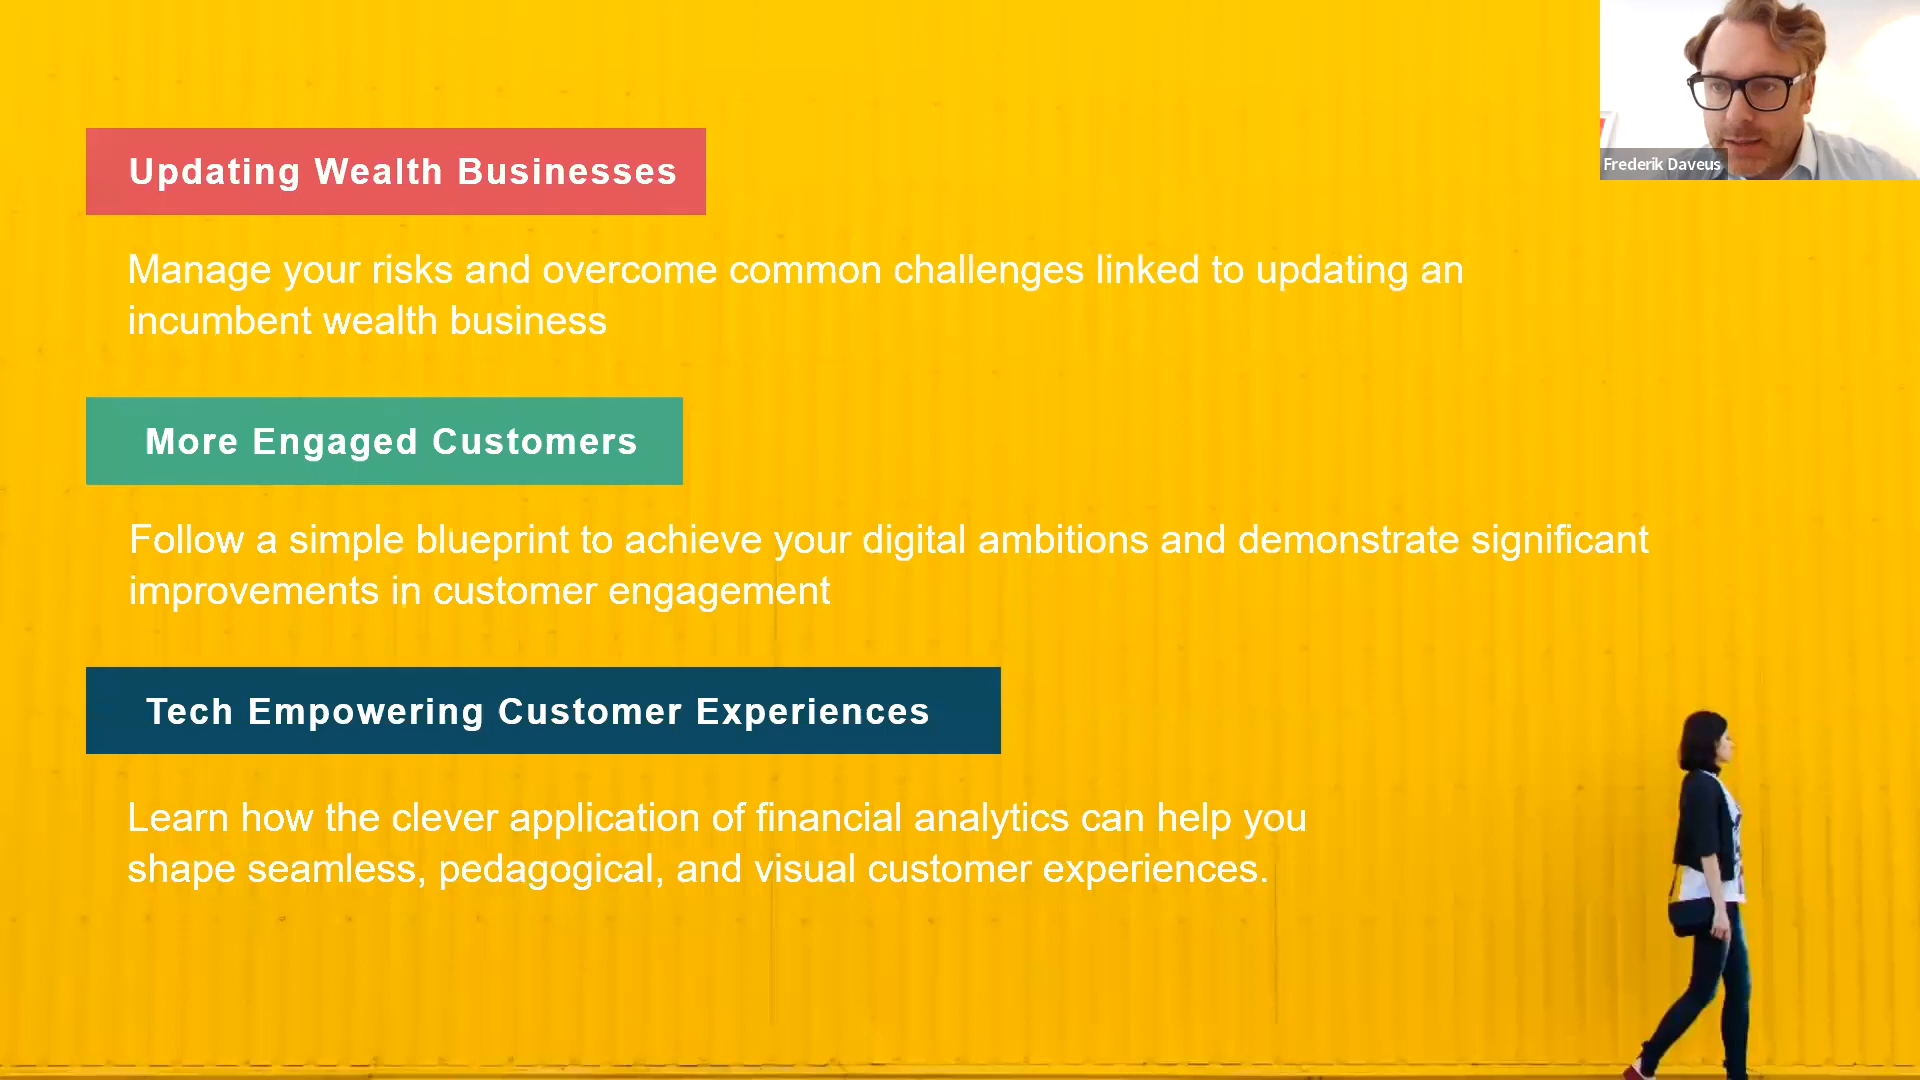 Updating Wealth Businesses
Frederik Daveus
Manage your risks and overcome common challenges linked to updating an
incumbent wealth business
More Engaged Customers
Follow a simple blueprint to achieve your digital ambitions and demonstrate significant
improvements in customer engagement
Tech Empowering Customer Experiences
Learn how the clever application of financial analytics can help you
shape seamless, pedagogical, and visual customer experiences.